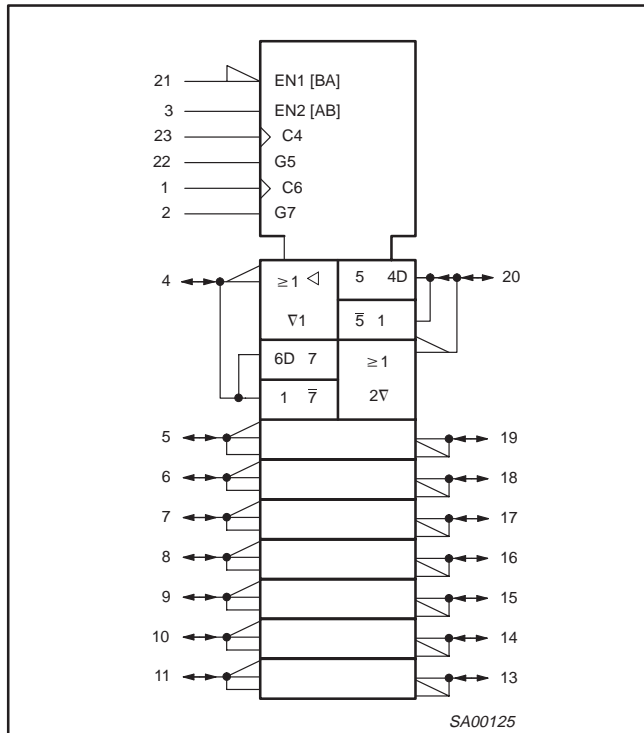 21 EN1 [BA]
3 EN2 [AB]
23 C4
22 G5
1 C6
2 G7
4 ≥1 ◁ 5 4D 20
∇1 5̅ 1
6D 7 ≥1
1 7̅ 2∇
5 19
6 18
7 17
8 16
9 15
10 14
11 13
SA00125